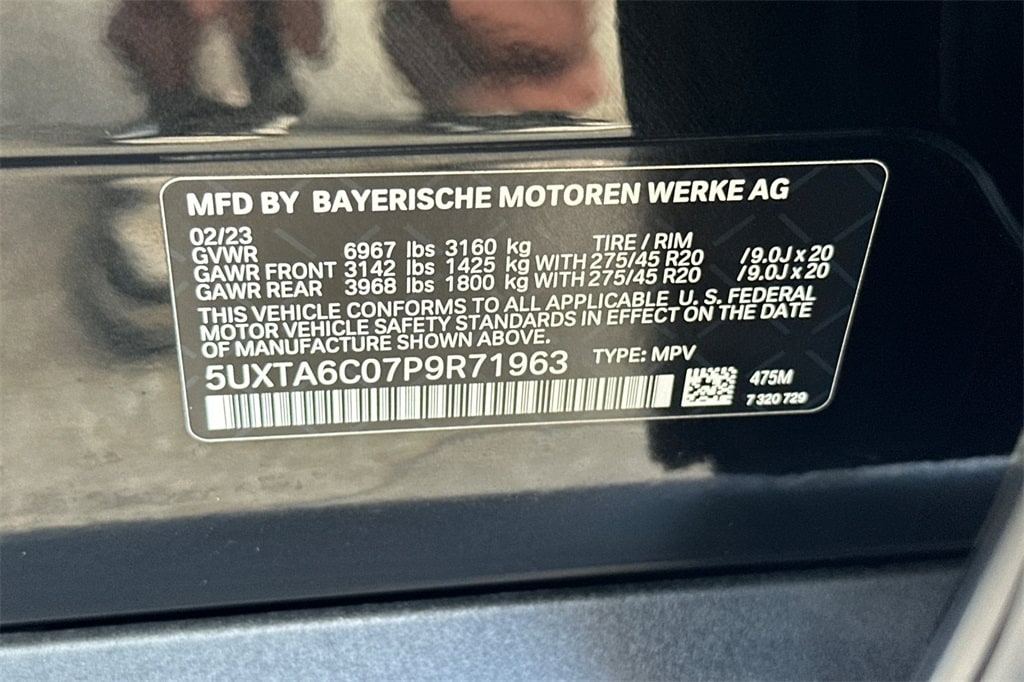 MFD BY BAYERISCHE MOTOREN WERKE AG
02/23 TIRE / RIM
GVWR 6967 lbs 3160 kg
GAWR FRONT 3142 lbs 1425 kg WITH 275/45 R20 /9.0J x 20
GAWR REAR 3968 lbs 1800 kg WITH 275/45 R20 /9.0J x 20
THIS VEHICLE CONFORMS TO ALL APPLICABLE U. S. FEDERAL
MOTOR VEHICLE SAFETY STANDARDS IN EFFECT ON THE DATE
OF MANUFACTURE SHOWN ABOVE.
5UXTA6C07P9R71963 TYPE: MPV
475M
7 320 729